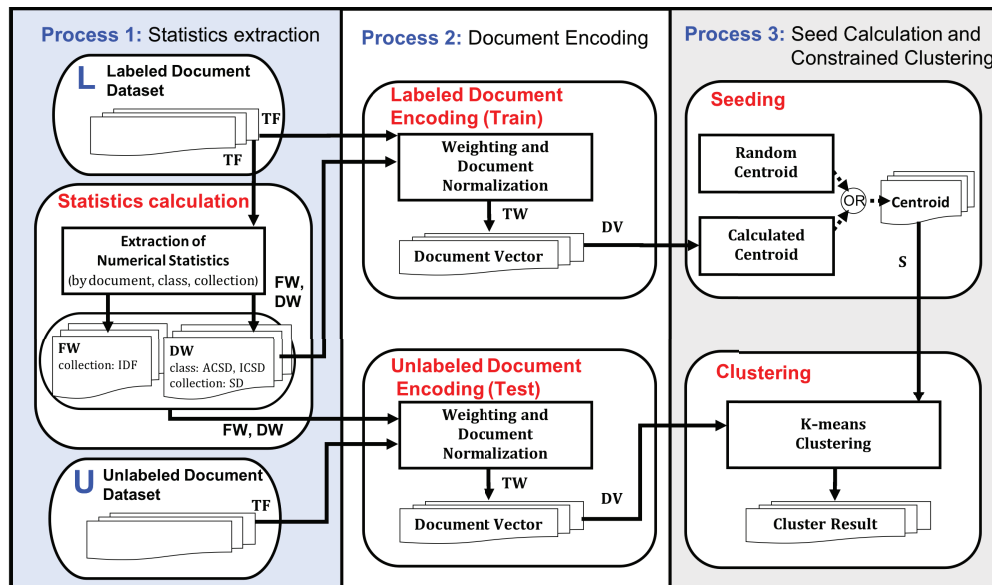 Process 1: Statistics extraction
L Labeled Document
Dataset
TF
TF
Statistics calculation
Extraction of
Numerical Statistics
(by document, class, collection)
FW,
DW
FW
collection: IDF
DW
class: ACSD, ICSD
collection: SD
FW, DW
U Unlabeled Document
Dataset
TF
Process 2: Document Encoding
Labeled Document
Encoding (Train)
Weighting and
Document
Normalization
TW
Document Vector
DV
Unlabeled Document
Encoding (Test)
Weighting and
Document
Normalization
TW
Document Vector
DV
Process 3: Seed Calculation and
Constrained Clustering
Seeding
Random
Centroid
OR
Centroid
Calculated
Centroid
S
Clustering
K-means
Clustering
Cluster Result